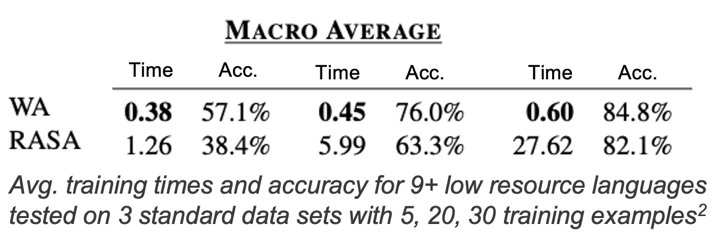 MACRO AVERAGE
Time Acc. Time Acc. Time Acc.
WA 0.38 57.1% 0.45 76.0% 0.60 84.8%
RASA 1.26 38.4% 5.99 63.3% 27.62 82.1%
Avg. training times and accuracy for 9+ low resource languages
tested on 3 standard data sets with 5, 20, 30 training examples2